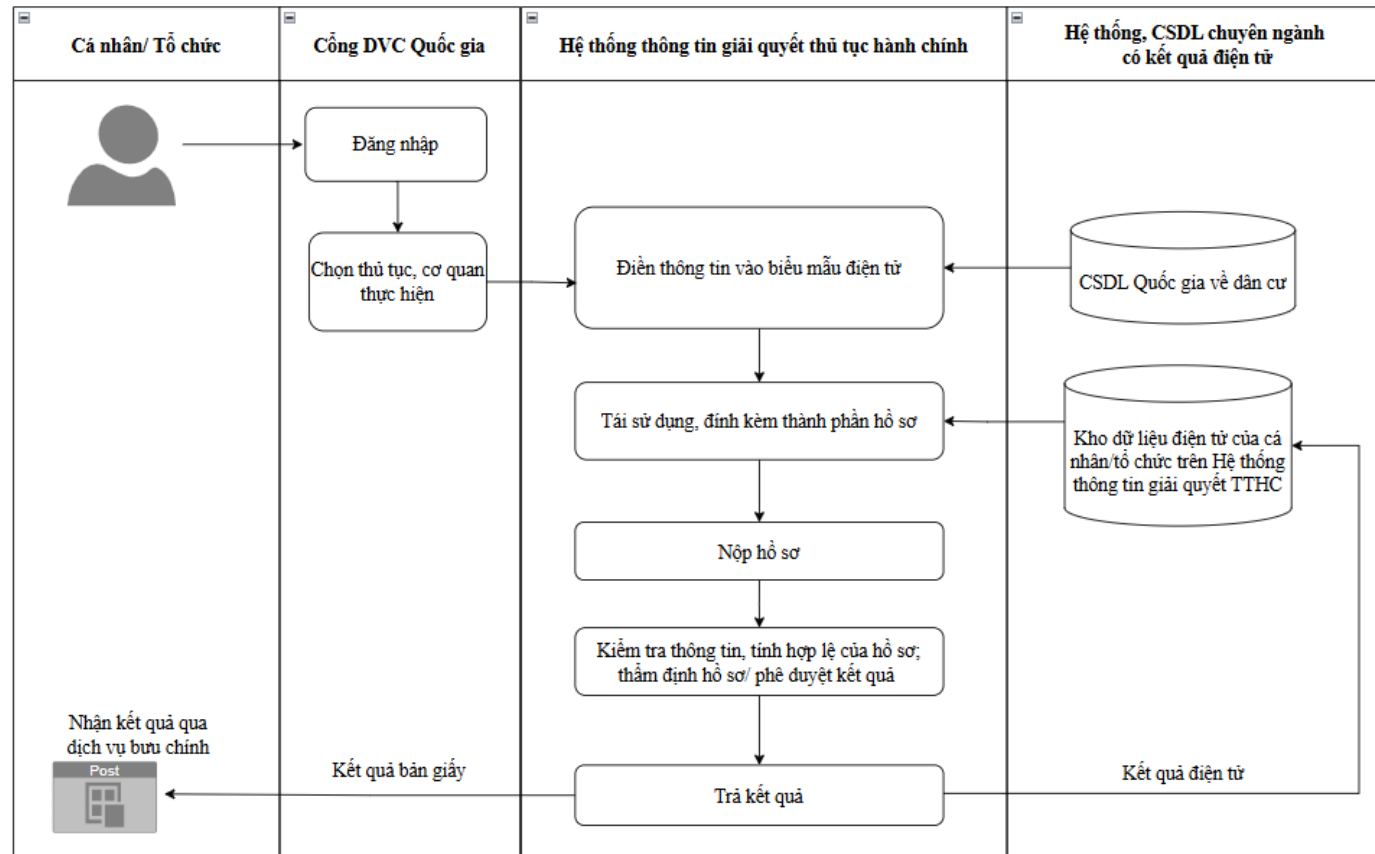 Cá nhân/ Tổ chức
Cổng DVC Quốc gia
Hệ thống thông tin giải quyết thủ tục hành chính
Hệ thống, CSDL chuyên ngành
có kết quả điện tử
Đăng nhập
Chọn thủ tục, cơ quan
thực hiện
Điền thông tin vào biểu mẫu điện tử
CSDL Quốc gia về dân cư
Tái sử dụng, đính kèm thành phần hồ sơ
Kho dữ liệu điện tử của cá
nhân/tổ chức trên Hệ thống
thông tin giải quyết TTHC
Nộp hồ sơ
Kiểm tra thông tin, tính hợp lệ của hồ sơ;
thẩm định hồ sơ/ phê duyệt kết quả
Nhận kết quả qua
dịch vụ bưu chính
Post
Kết quả bản giấy
Trả kết quả
Kết quả điện tử